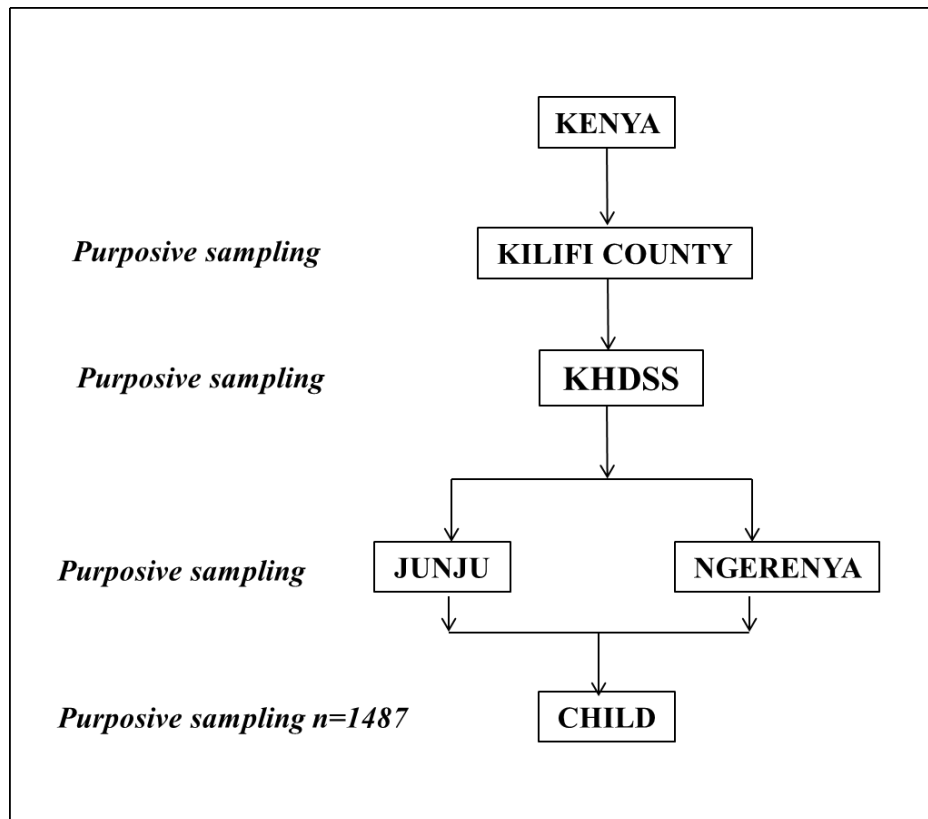 KENYA
Purposive sampling
KILIFI COUNTY
Purposive sampling
KHDSS
Purposive sampling
JUNJU
NGERENYA
Purposive sampling n=1487
CHILD